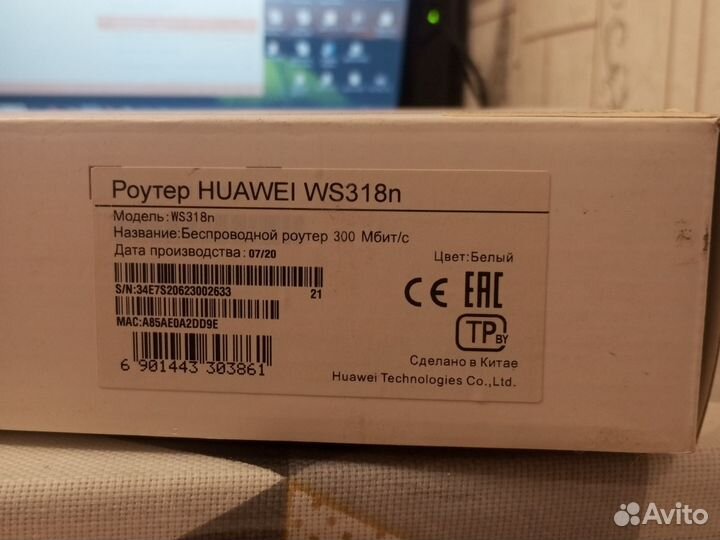 Роутер HUAWEI WS318n
Модель:WS318n
Название:Беспроводной роутер 300 Мбит/с
Дата производства:07/20
Цвет:Белый
S/N:34E7S20623002633 21
CE EAC
MAC:A85AE0A2DD9E
TP BY
6 901443 303861
Сделано в Китае
Huawei Technologies Co.,Ltd.
Avito